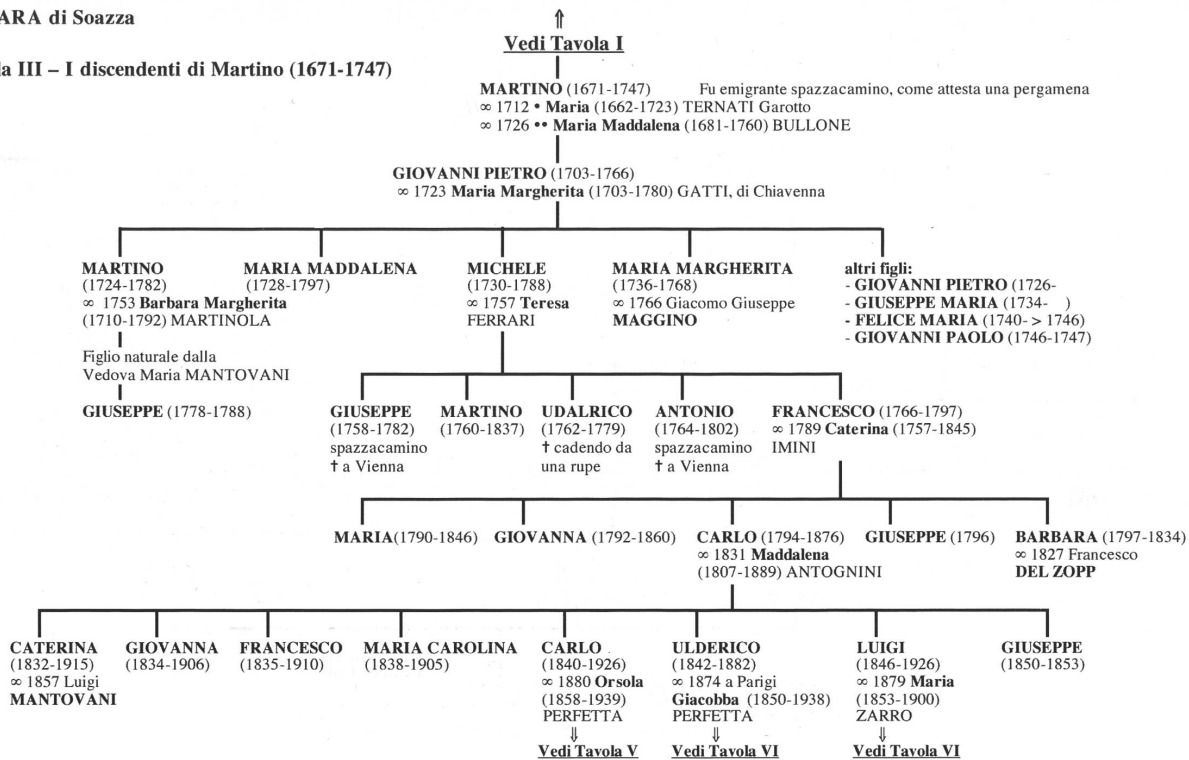 ARA di Soazza
⇑
Vedi Tavola I
la III – I discendenti di Martino (1671-1747)
MARTINO (1671-1747) Fu emigrante spazzacamino, come attesta una pergamena
∞ 1712 • Maria (1662-1723) TERNATI Garotto
∞ 1726 •• Maria Maddalena (1681-1760) BULLONE
GIOVANNI PIETRO (1703-1766)
∞ 1723 Maria Margherita (1703-1780) GATTI, di Chiavenna
MARTINO
(1724-1782)
∞ 1753 Barbara Margherita
(1710-1792) MARTINOLA
Figlio naturale dalla
Vedova Maria MANTOVANI
GIUSEPPE (1778-1788)
MARIA MADDALENA
(1728-1797)
MICHELE
(1730-1788)
∞ 1757 Teresa
FERRARI
MARIA MARGHERITA
(1736-1768)
∞ 1766 Giacomo Giuseppe
MAGGINO
altri figli:
- GIOVANNI PIETRO (1726-
- GIUSEPPE MARIA (1734- )
- FELICE MARIA (1740- > 1746)
- GIOVANNI PAOLO (1746-1747)
GIUSEPPE
(1758-1782)
spazzacamino
✝ a Vienna
MARTINO
(1760-1837)
UDALRICO
(1762-1779)
✝ cadendo da
una rupe
ANTONIO
(1764-1802)
spazzacamino
✝ a Vienna
FRANCESCO (1766-1797)
∞ 1789 Caterina (1757-1845)
IMINI
MARIA(1790-1846)
GIOVANNA (1792-1860)
CARLO (1794-1876)
∞ 1831 Maddalena
(1807-1889) ANTOGNINI
GIUSEPPE (1796)
BARBARA (1797-1834)
∞ 1827 Francesco
DEL ZOPP
CATERINA
(1832-1915)
∞ 1857 Luigi
MANTOVANI
GIOVANNA
(1834-1906)
FRANCESCO
(1835-1910)
MARIA CAROLINA
(1838-1905)
CARLO
(1840-1926)
∞ 1880 Orsola
(1858-1939)
PERFETTA
⇓
Vedi Tavola V
ULDERICO
(1842-1882)
∞ 1874 a Parigi
Giacobba (1850-1938)
PERFETTA
⇓
Vedi Tavola VI
LUIGI
(1846-1926)
∞ 1879 Maria
(1853-1900)
ZARRO
⇓
Vedi Tavola VI
GIUSEPPE
(1850-1853)